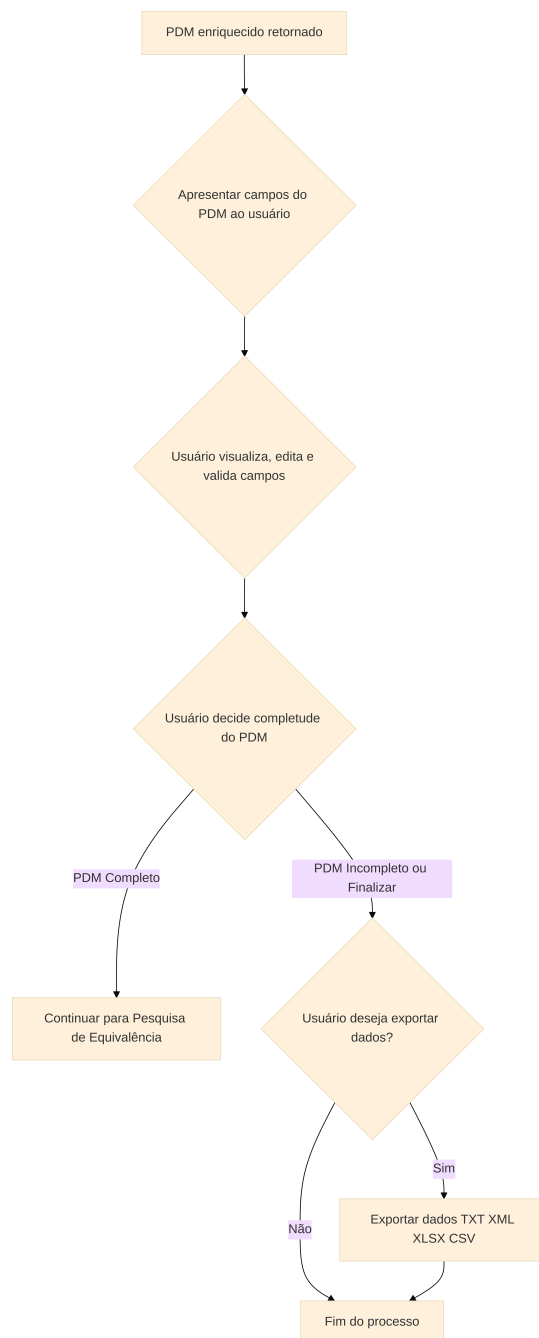 PDM enriquecido retornado
Apresentar campos do
PDM ao usuário
Usuário visualiza, edita e
valida campos
Usuário decide completude
do PDM
PDM Completo
PDM Incompleto ou
Finalizar
Continuar para Pesquisa
de Equivalência
Usuário deseja exportar
dados?
Sim
Não
Exportar dados TXT XML
XLSX CSV
Fim do processo